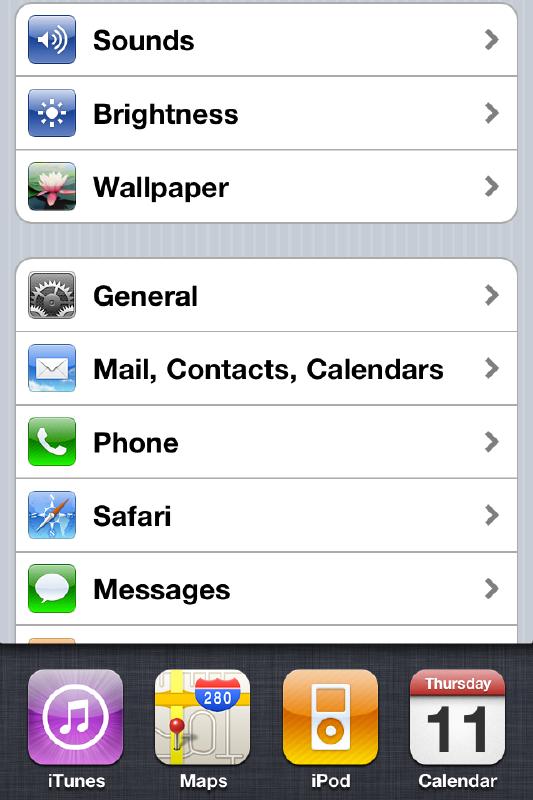 Sounds
Brightness
Wallpaper
General
Mail, Contacts, Calendars
Phone
Safari
Messages
280
Thursday
11
iTunes
Maps
iPod
Calendar